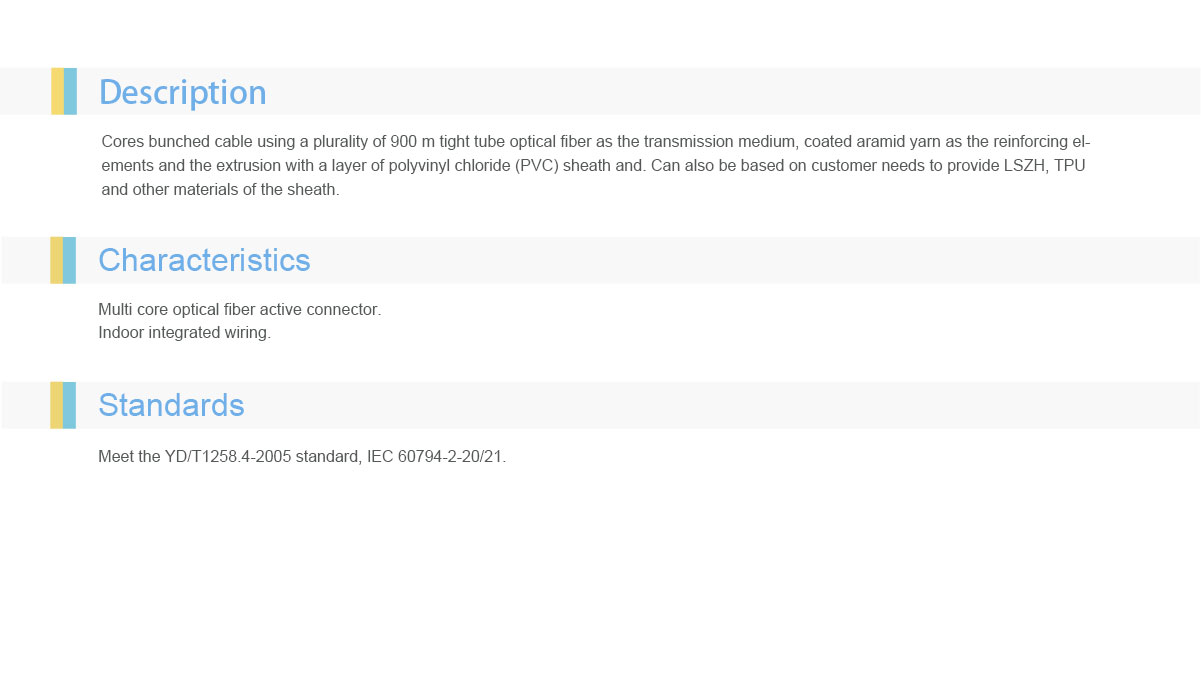 Description
Cores bunched cable using a plurality of 900 m tight tube optical fiber as the transmission medium, coated aramid yarn as the reinforcing el-
ements and the extrusion with a layer of polyvinyl chloride (PVC) sheath and. Can also be based on customer needs to provide LSZH, TPU
and other materials of the sheath.
Characteristics
Multi core optical fiber active connector.
Indoor integrated wiring.
Standards
Meet the YD/T1258.4-2005 standard, IEC 60794-2-20/21.